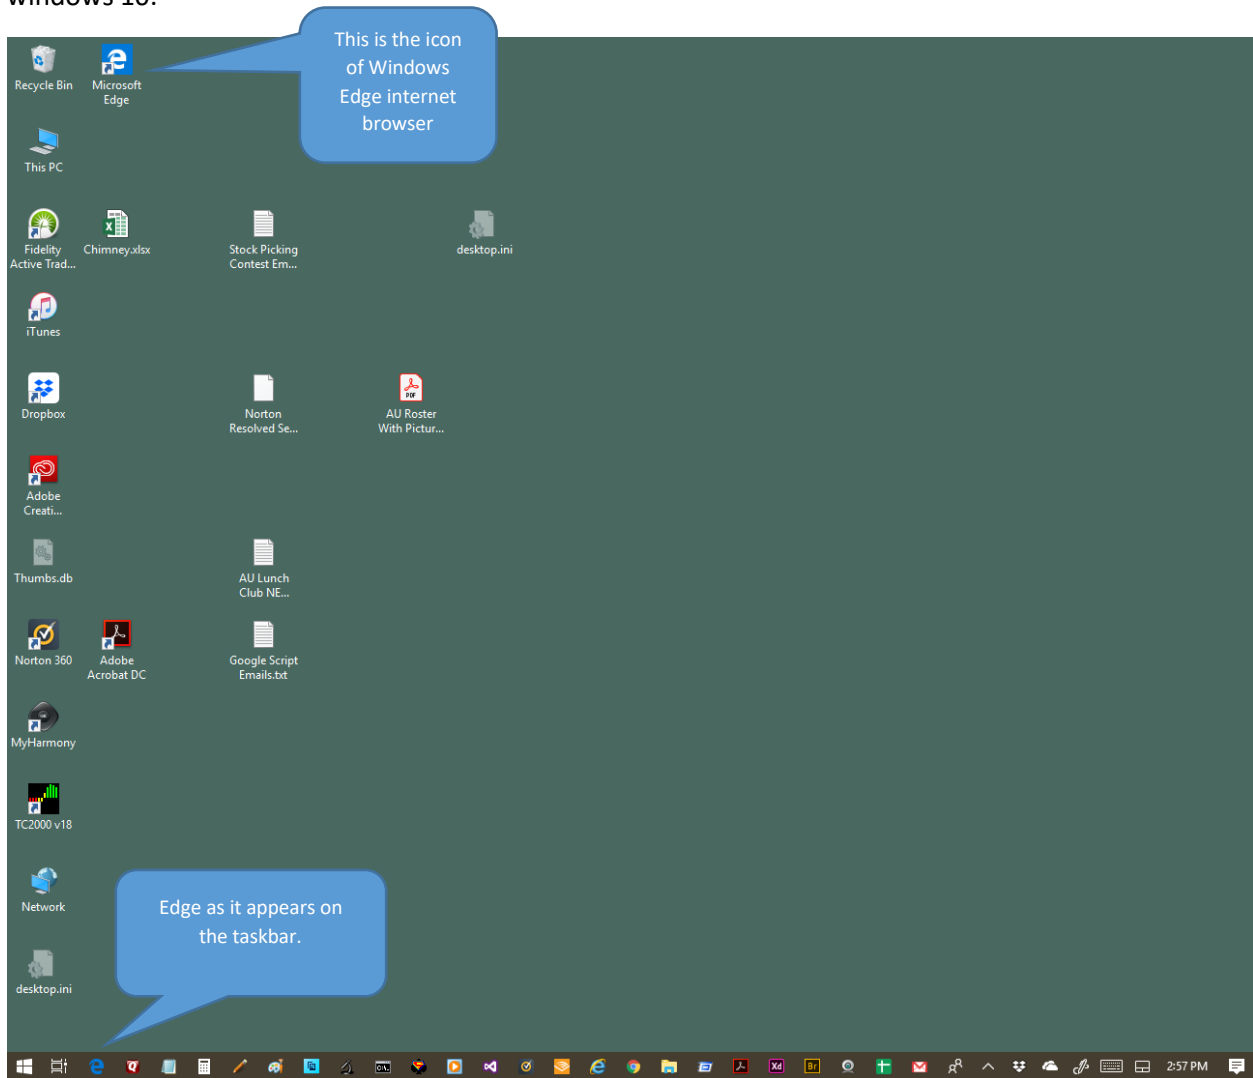 windows 10.
This is the icon
of Windows
Edge internet
browser
Recycle Bin
Microsoft
Edge
This PC
Fidelity
Active Trad...
Chimney.xlsx
Stock Picking
Contest Em...
desktop.ini
iTunes
Dropbox
Norton
Resolved Se...
PDF
AU Roster
With Pictur...
Adobe
Creati...
Thumbs.db
AU Lunch
Club NE...
Norton 360
Adobe
Acrobat DC
Google Script
Emails.txt
MyHarmony
TC2000 v18
Network
Edge as it appears on
the taskbar.
desktop.ini
Xd
Br
2:57 PM